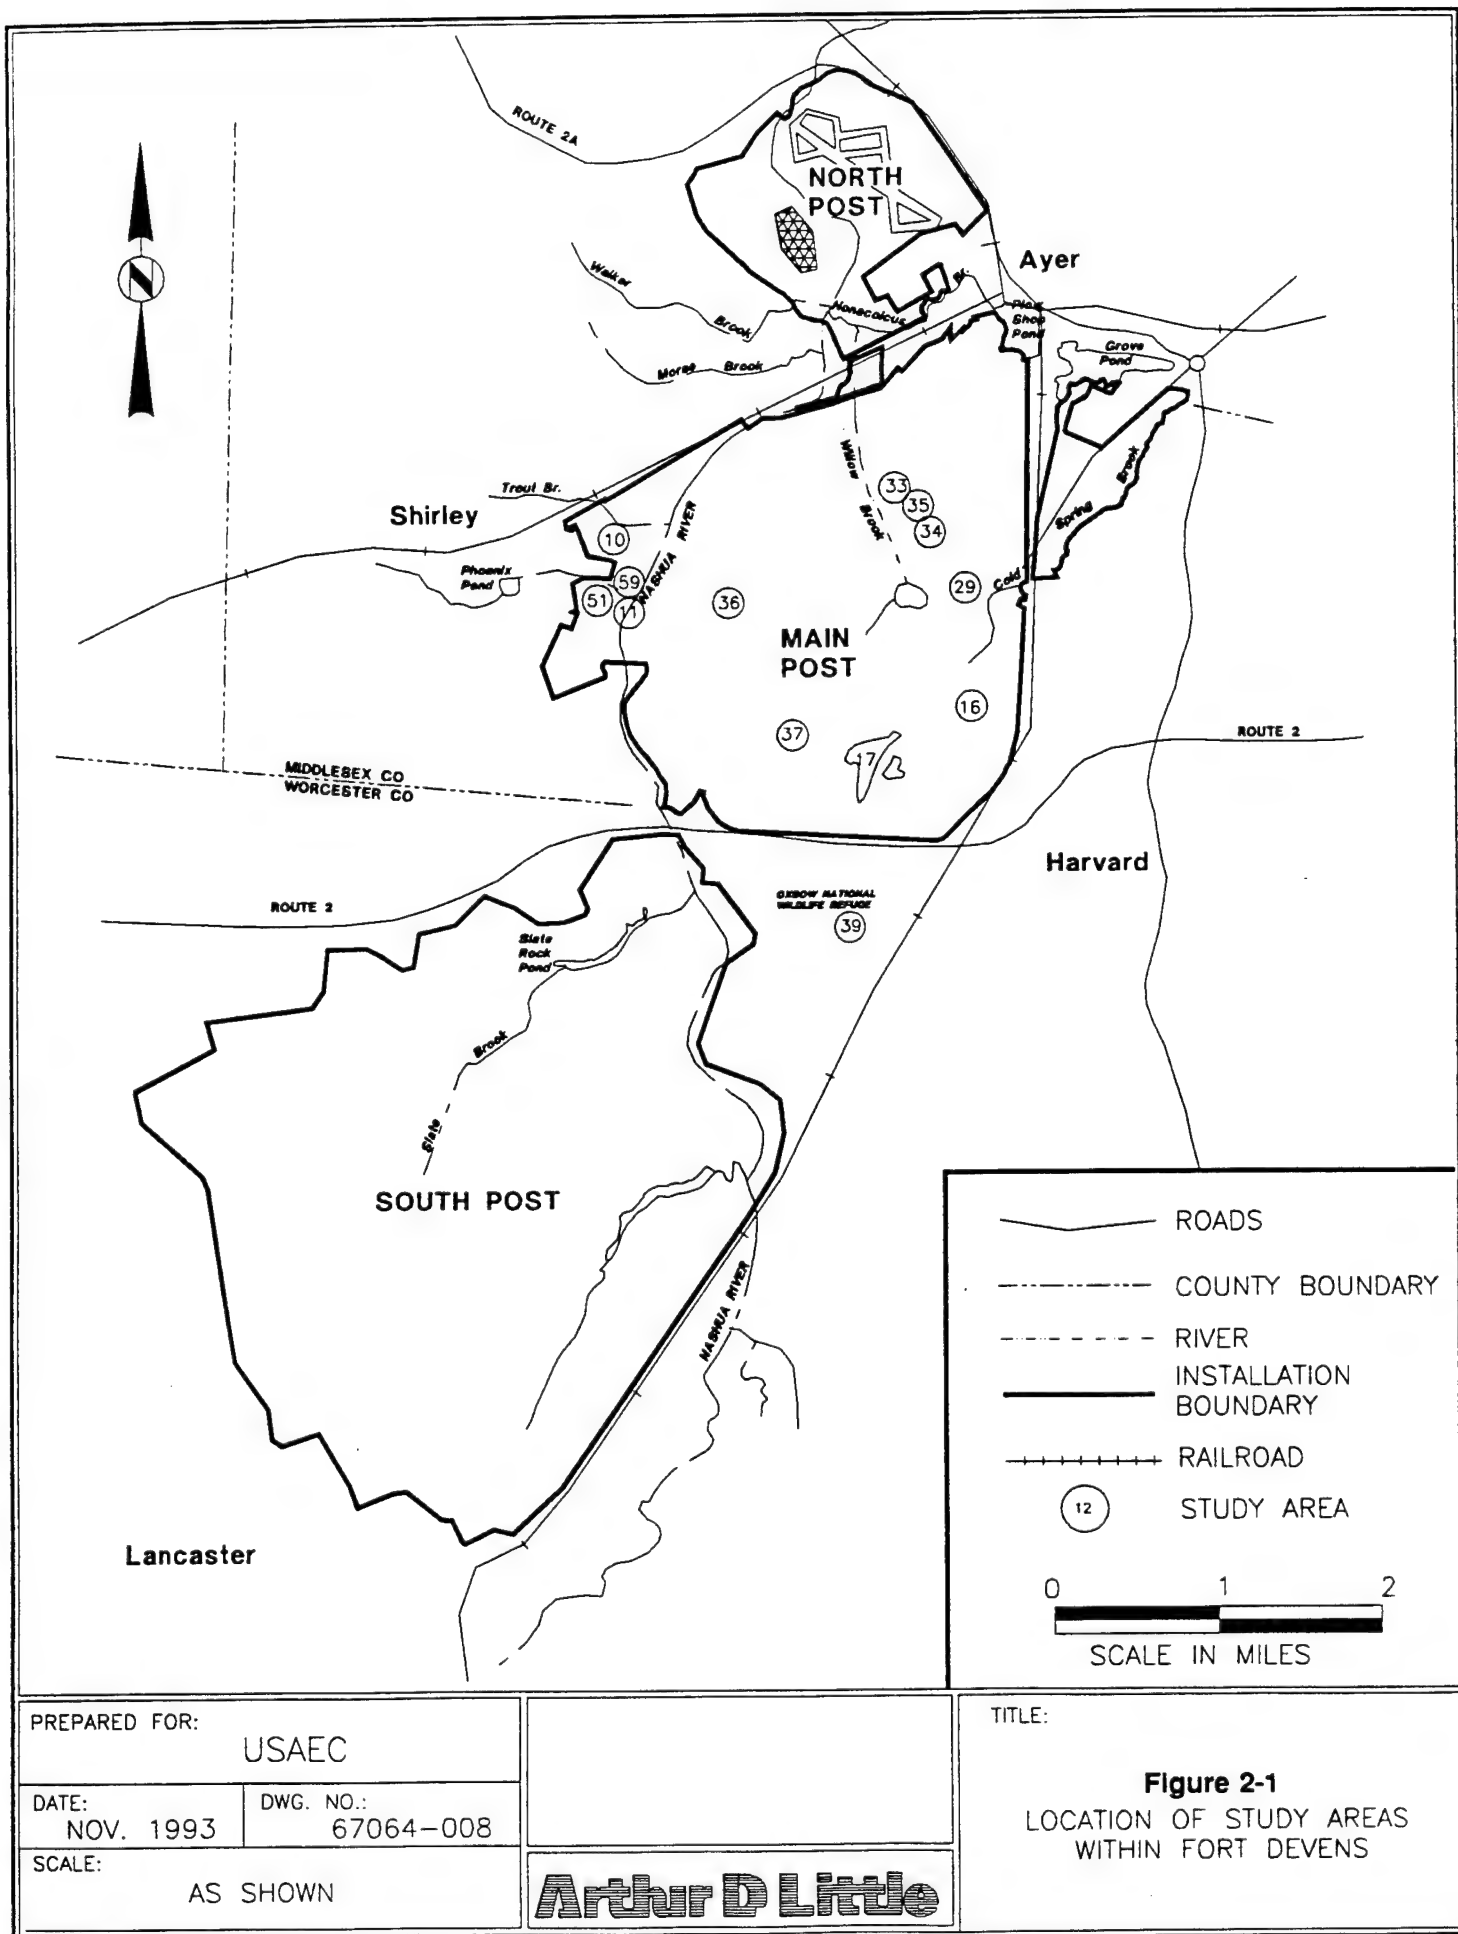 ROUTE 2A
NORTH
POST
Ayer
Walker
Brook
Nonacoicus
Br.
Plow
Shop
Pond
Grove
Pond
Morse Brook
Willow
Brook
Trout Br.
Shirley
NASHUA RIVER
Spring
Brook
Cold
33
35
34
10
Phoenix
Pond
59
51
11
36
29
MAIN
POST
16
37
17
ROUTE 2
MIDDLESEX CO
WORCESTER CO
Harvard
ROUTE 2
OXBOW NATIONAL
WILDLIFE REFUGE
39
Slate
Rock
Pond
Brook
Slate
SOUTH POST
NASHUA RIVER
Lancaster
ROADS
COUNTY BOUNDARY
RIVER
INSTALLATION
BOUNDARY
RAILROAD
12 STUDY AREA
0 1 2
SCALE IN MILES
PREPARED FOR:
USAEC
DATE:
NOV. 1993
DWG. NO.:
67064-008
SCALE:
AS SHOWN
Arthur D Little
TITLE:
Figure 2-1
LOCATION OF STUDY AREAS
WITHIN FORT DEVENS
N